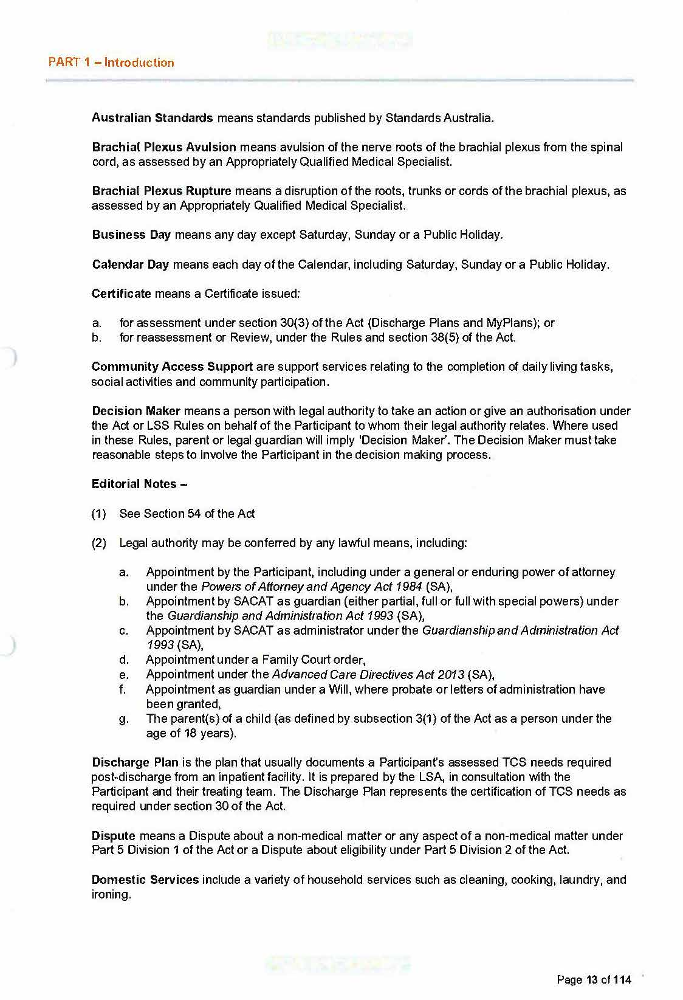 PART 1 – Introduction
Australian Standards means standards published by Standards Australia.
Brachial Plexus Avulsion means avulsion of the nerve roots of the brachial plexus from the spinal
cord, as assessed by an Appropriately Qualified Medical Specialist.
Brachial Plexus Rupture means a disruption of the roots, trunks or cords of the brachial plexus, as
assessed by an Appropriately Qualified Medical Specialist.
Business Day means any day except Saturday, Sunday or a Public Holiday.
Calendar Day means each day of the Calendar, including Saturday, Sunday or a Public Holiday.
Certificate means a Certificate issued:
a. for assessment under section 30(3) of the Act (Discharge Plans and MyPlans); or
b. for reassessment or Review, under the Rules and section 38(5) of the Act.
Community Access Support are support services relating to the completion of daily living tasks,
social activities and community participation.
Decision Maker means a person with legal authority to take an action or give an authorisation under
the Act or LSS Rules on behalf of the Participant to whom their legal authority relates. Where used
in these Rules, parent or legal guardian will imply 'Decision Maker'. The Decision Maker must take
reasonable steps to involve the Participant in the decision making process.
Editorial Notes –
(1) See Section 54 of the Act
(2) Legal authority may be conferred by any lawful means, including:
a. Appointment by the Participant, including under a general or enduring power of attorney
under the Powers of Attorney and Agency Act 1984 (SA),
b. Appointment by SACAT as guardian (either partial, full or full with special powers) under
the Guardianship and Administration Act 1993 (SA),
c. Appointment by SACAT as administrator under the Guardianship and Administration Act
1993 (SA),
d. Appointment under a Family Court order,
e. Appointment under the Advanced Care Directives Act 2013 (SA),
f. Appointment as guardian under a Will, where probate or letters of administration have
been granted,
g. The parent(s) of a child (as defined by subsection 3(1) of the Act as a person under the
age of 18 years).
Discharge Plan is the plan that usually documents a Participant's assessed TCS needs required
post-discharge from an inpatient facility. It is prepared by the LSA, in consultation with the
Participant and their treating team. The Discharge Plan represents the certification of TCS needs as
required under section 30 of the Act.
Dispute means a Dispute about a non-medical matter or any aspect of a non-medical matter under
Part 5 Division 1 of the Act or a Dispute about eligibility under Part 5 Division 2 of the Act.
Domestic Services include a variety of household services such as cleaning, cooking, laundry, and
ironing.
Page 13 of 114